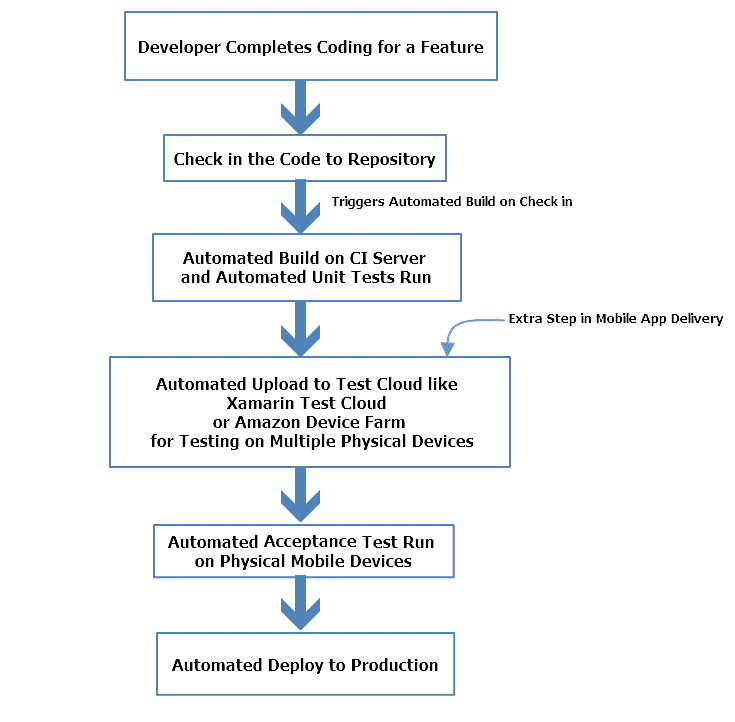 Developer Completes Coding for a Feature
Check in the Code to Repository
Triggers Automated Build on Check in
Automated Build on CI Server
and Automated Unit Tests Run
Extra Step in Mobile App Delivery
Automated Upload to Test Cloud like
Xamarin Test Cloud
or Amazon Device Farm
for Testing on Multiple Physical Devices
Automated Acceptance Test Run
on Physical Mobile Devices
Automated Deploy to Production